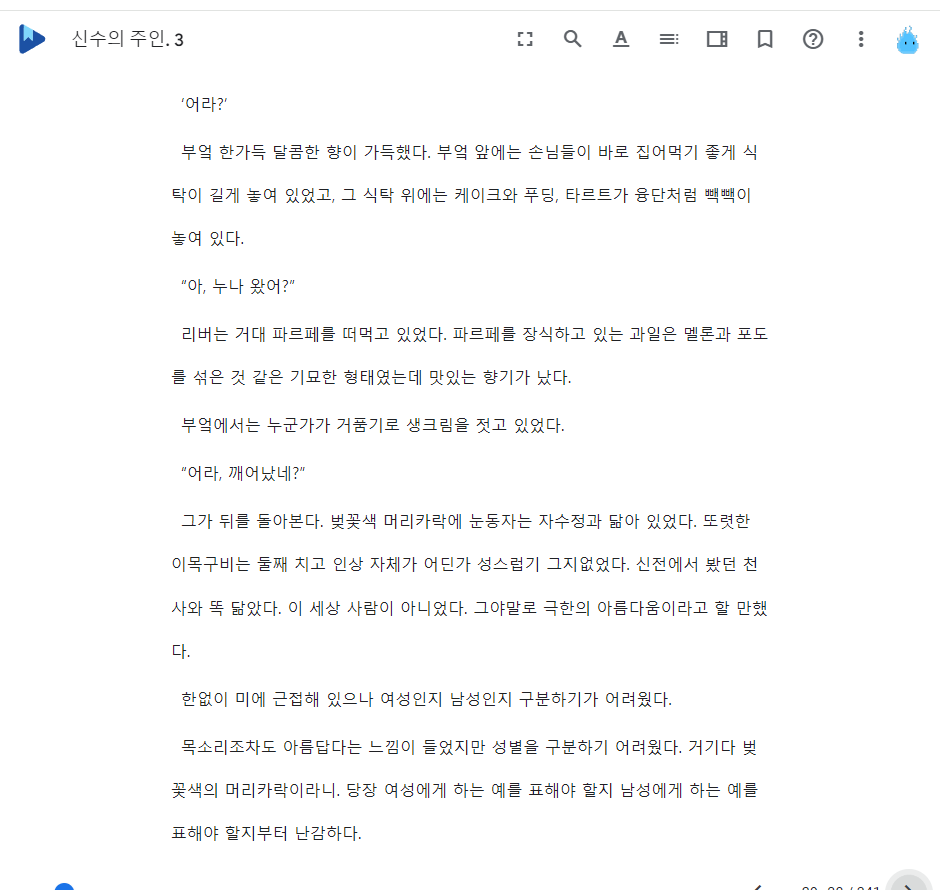 신수의 주인. 3
'어라?'
부엌 한가득 달콤한 향이 가득했다. 부엌 앞에는 손님들이 바로 집어먹기 좋게 식
탁이 길게 놓여 있었고, 그 식탁 위에는 케이크와 푸딩, 타르트가 융단처럼 빽빽이
놓여 있다.
"아, 누나 왔어?"
리버는 거대 파르페를 떠먹고 있었다. 파르페를 장식하고 있는 과일은 멜론과 포도
를 섞은 것 같은 기묘한 형태였는데 맛있는 향기가 났다.
부엌에서는 누군가가 거품기로 생크림을 젓고 있었다.
"어라, 깨어났네?"
그가 뒤를 돌아본다. 벚꽃색 머리카락에 눈동자는 자수정과 닮아 있었다. 또렷한
이목구비는 둘째 치고 인상 자체가 어딘가 성스럽기 그지없었다. 신전에서 봤던 천
사와 똑 닮았다. 이 세상 사람이 아니었다. 그야말로 극한의 아름다움이라고 할 만했
다.
한없이 미에 근접해 있으나 여성인지 남성인지 구분하기가 어려웠다.
목소리조차도 아름답다는 느낌이 들었지만 성별을 구분하기 어려웠다. 거기다 벚
꽃색의 머리카락이라니. 당장 여성에게 하는 예를 표해야 할지 남성에게 하는 예를
표해야 할지부터 난감하다.